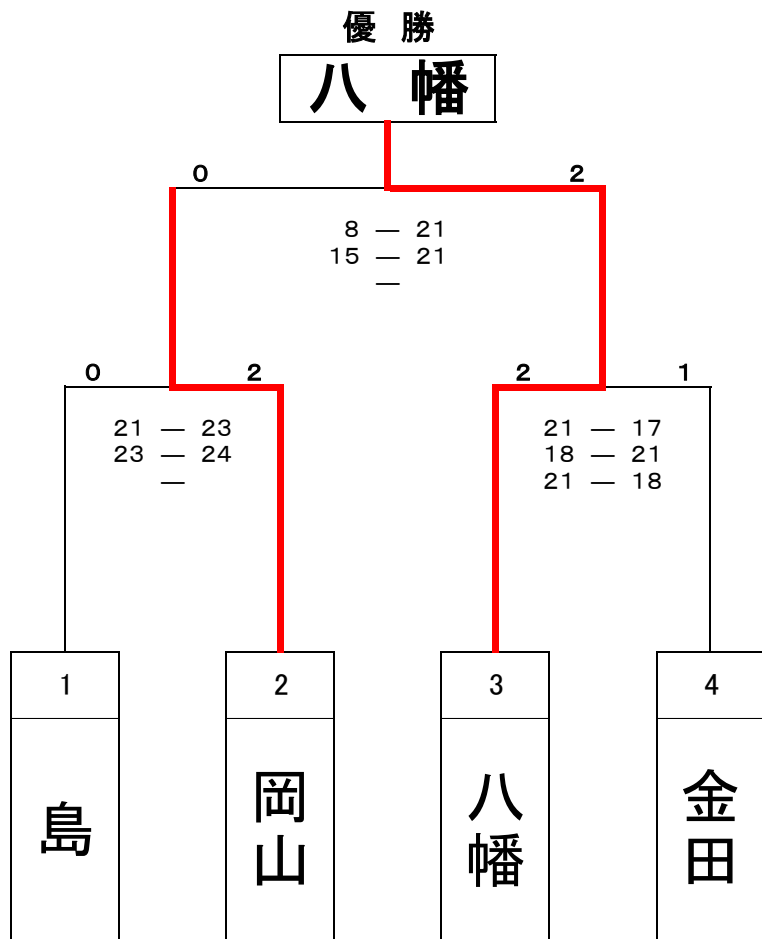 優 勝
八 幡
0 2
8 — 21
15 — 21
—
0 2 2 1
21 — 23 21 — 17
23 — 24 18 — 21
— 21 — 18
1 2 3 4
島 岡山 八幡 金田